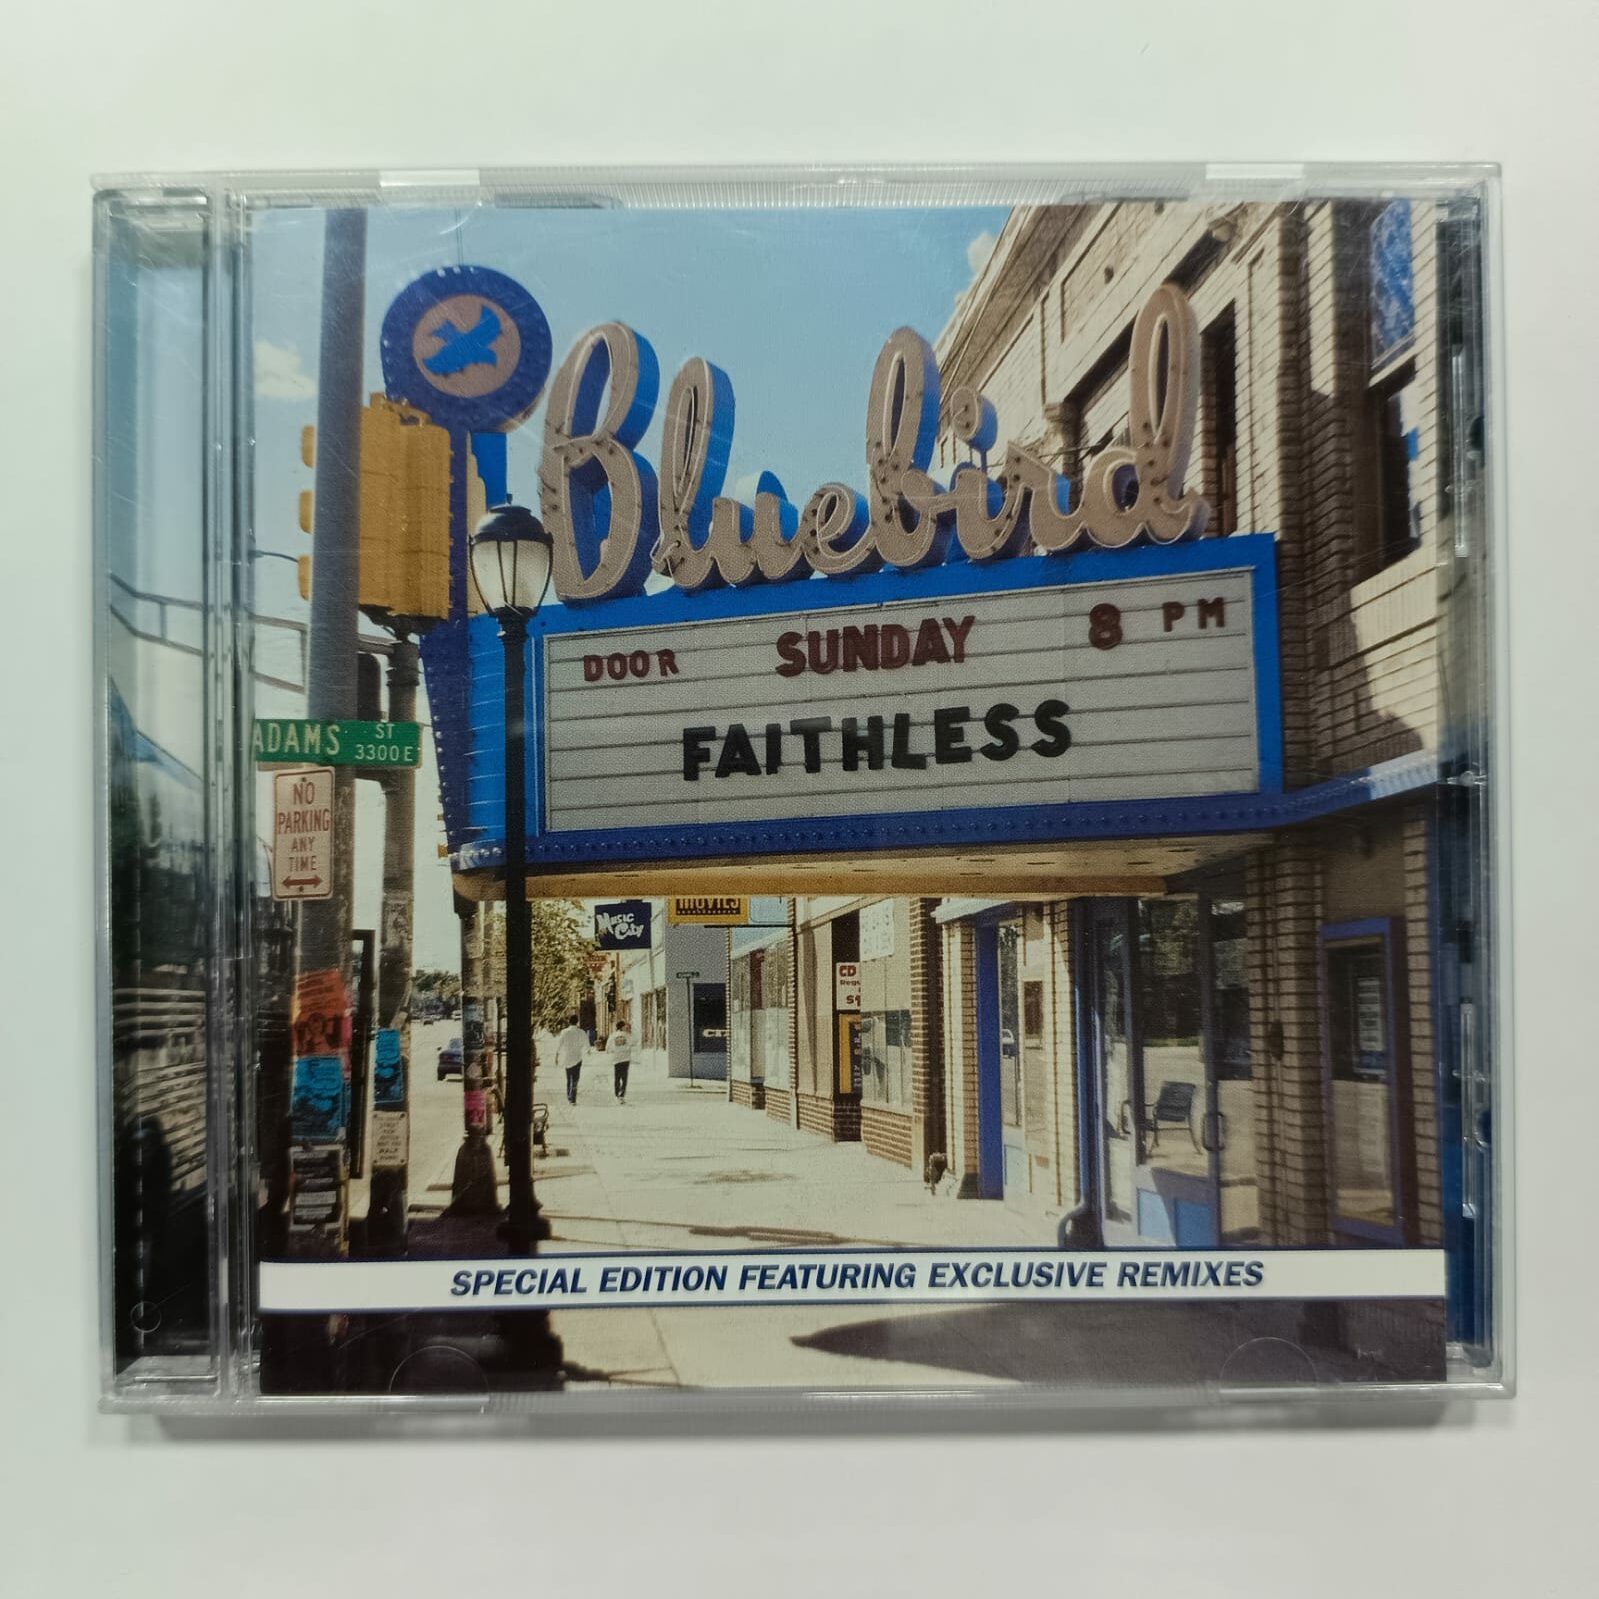 Bluebird
DOOR SUNDAY 8 PM
FAITHLESS
ADAMS ST
3300 E
NO
PARKING
ANY
TIME
MUSIC
City
MOVIES
CD
SPECIAL EDITION FEATURING EXCLUSIVE REMIXES